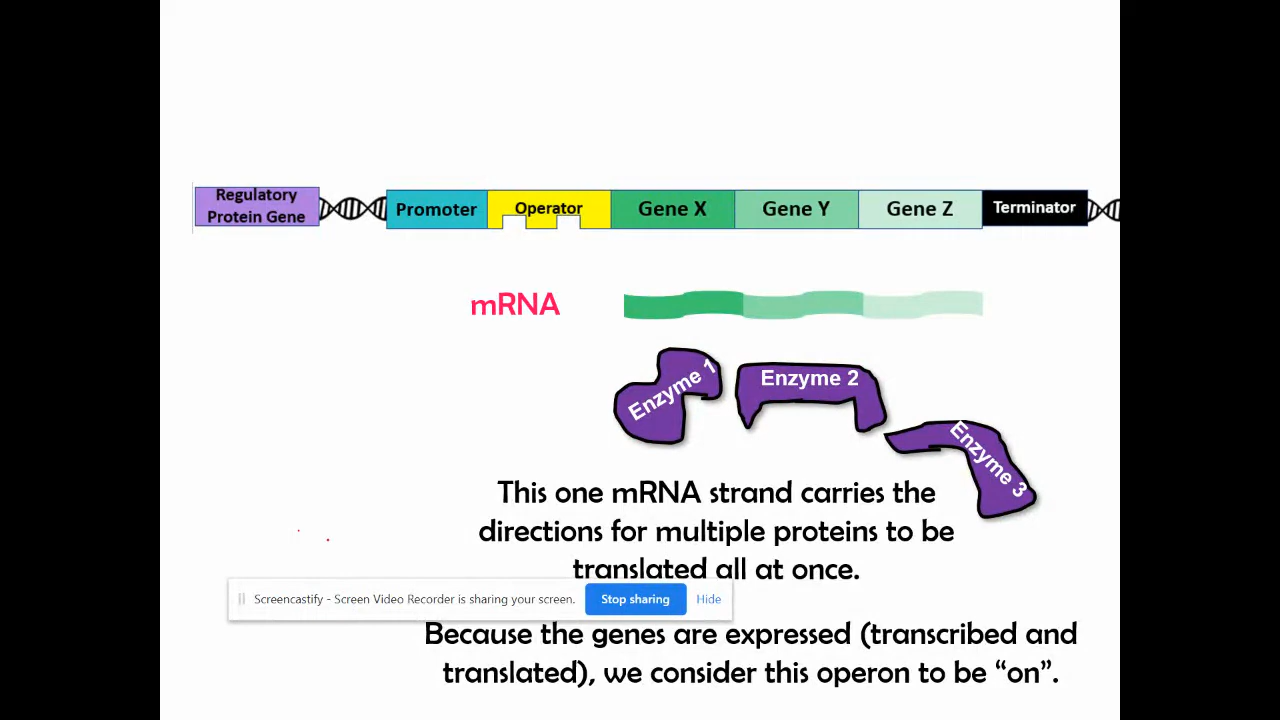 Regulatory
Protein Gene
Promoter
Operator
Gene X
Gene Y
Gene Z
Terminator
mRNA
Enzyme 1
Enzyme 2
Enzyme 3
This one mRNA strand carries the
directions for multiple proteins to be
translated all at once.
Screencastify - Screen Video Recorder is sharing your screen.
Stop sharing
Hide
Because the genes are expressed (transcribed and
translated), we consider this operon to be “on”.